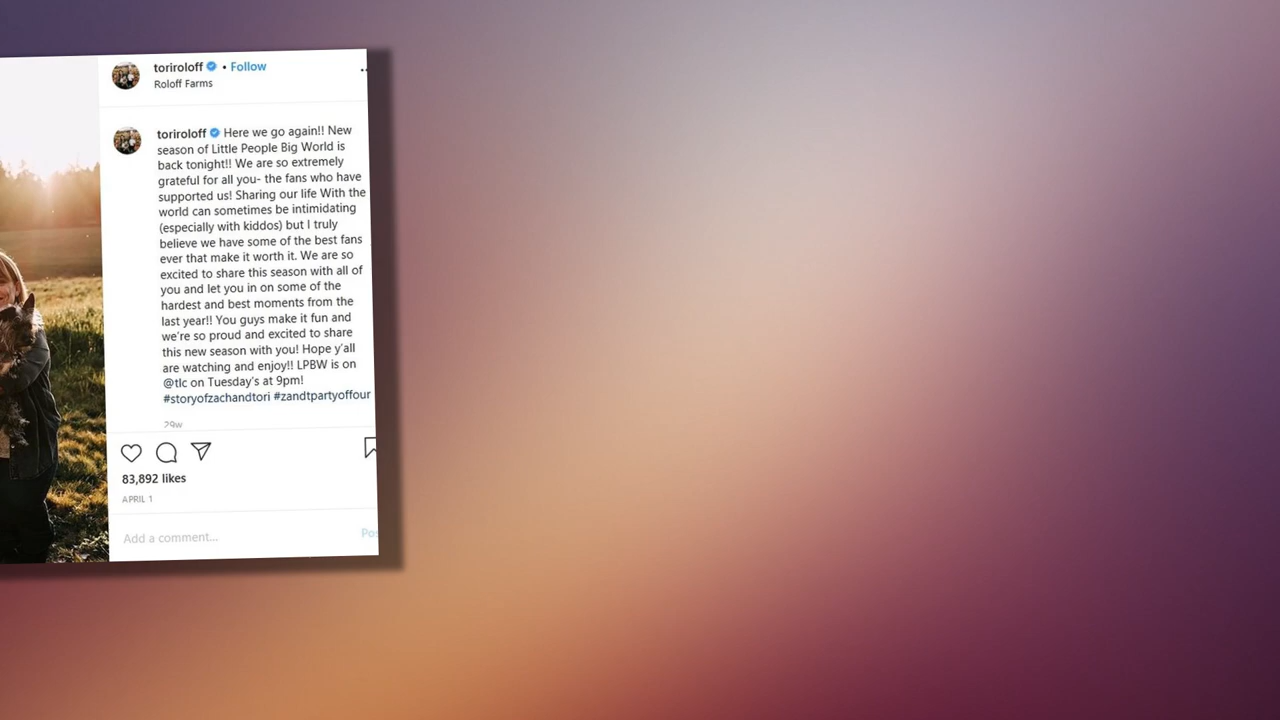 toriroloff • Follow
Roloff Farms
toriroloff Here we go again!! New
season of Little People Big World is
back tonight!! We are so extremely
grateful for all you- the fans who have
supported us! Sharing our life With the
world can sometimes be intimidating
(especially with kiddos) but I truly
believe we have some of the best fans
ever that make it worth it. We are so
excited to share this season with all of
you and let you in on some of the
hardest and best moments from the
last year!! You guys make it fun and
we're so proud and excited to share
this new season with you! Hope y'all
are watching and enjoy!! LPBW is on
@tlc on Tuesday's at 9pm!
#storyofzachandtori #zandtpartyoffour
29w
83,892 likes
APRIL 1
Add a comment... Pos